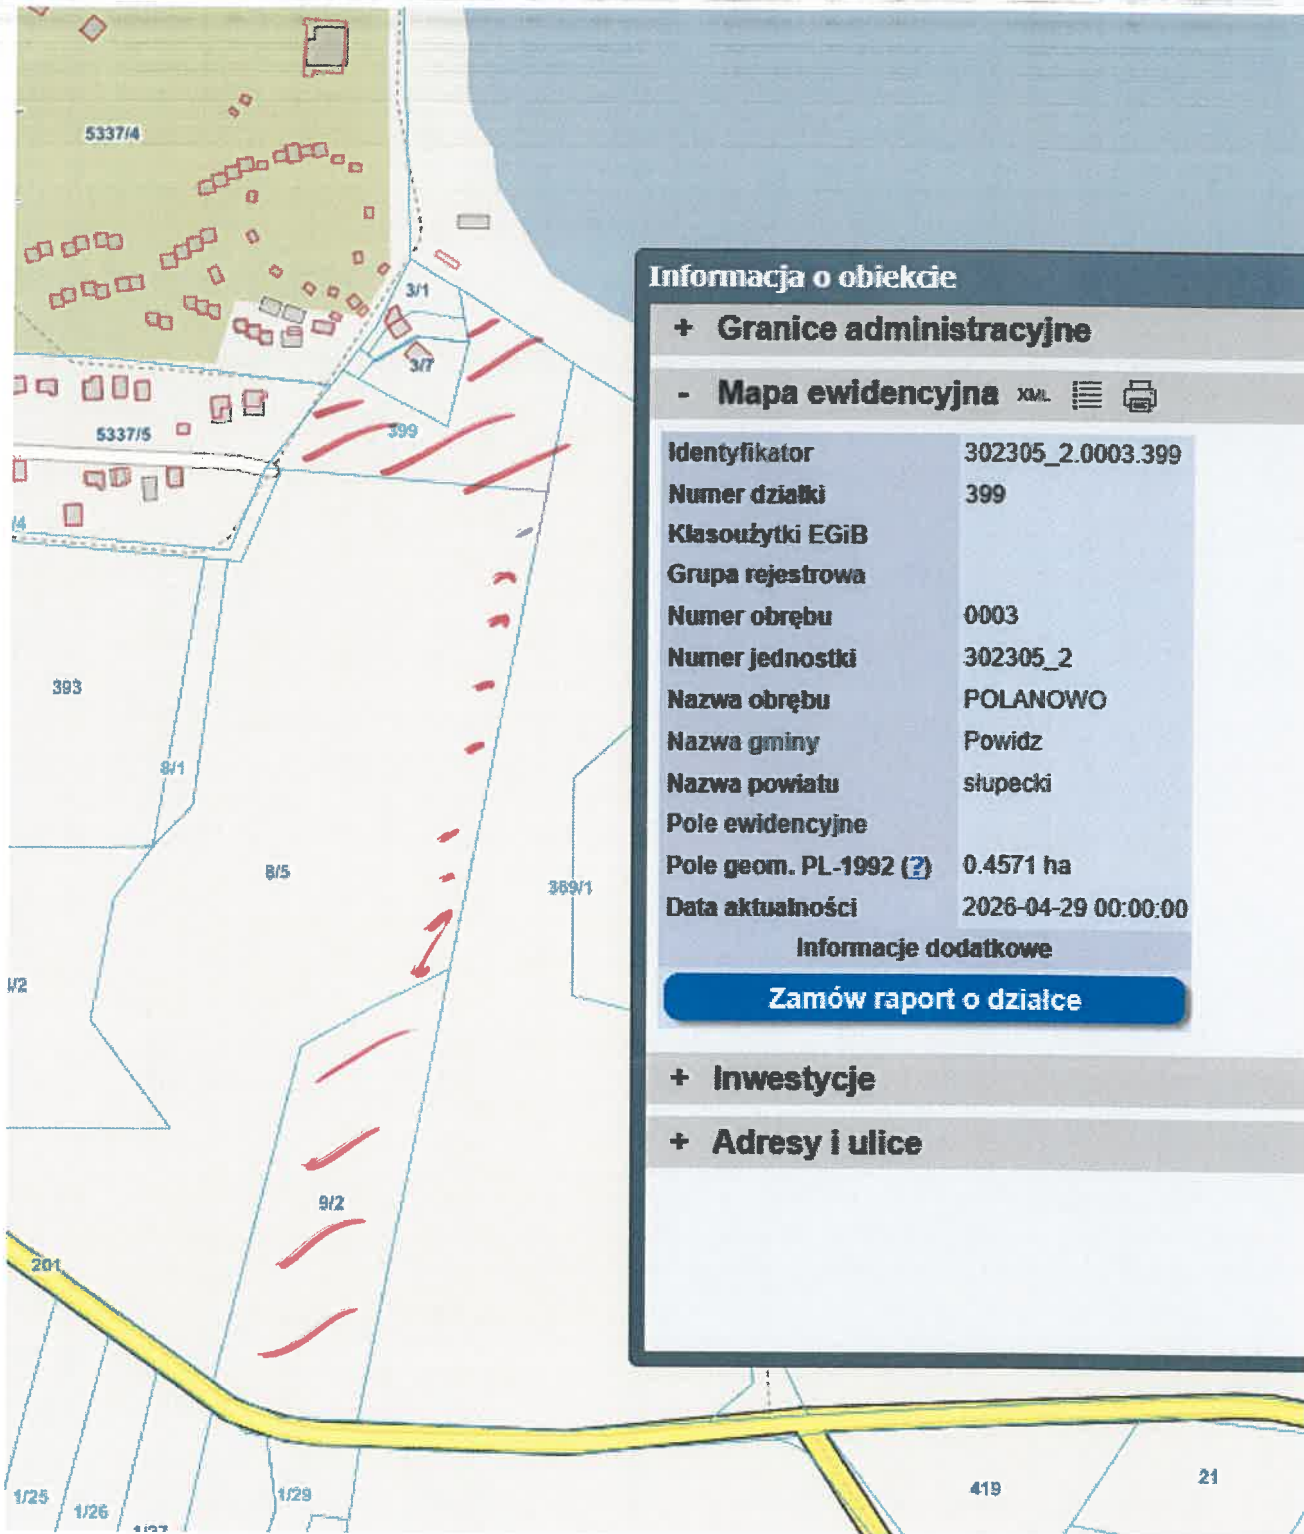 5337/4
3/1
3/7
399
5337/5
/4
393
8/1
8/5
369/1
/2
9/2
201
1/25
1/26
1/27
1/29
419
21
Informacja o obiekcie
+ Granice administracyjne
- Mapa ewidencyjna XML
Identyfikator 302305_2.0003.399
Numer działki 399
Klasoużytki EGiB
Grupa rejestrowa
Numer obrębu 0003
Numer jednostki 302305_2
Nazwa obrębu POLANOWO
Nazwa gminy Powidz
Nazwa powiatu słupecki
Pole ewidencyjne
Pole geom. PL-1992 (?) 0.4571 ha
Data aktualności 2026-04-29 00:00:00
Informacje dodatkowe
Zamów raport o działce
+ Inwestycje
+ Adresy i ulice